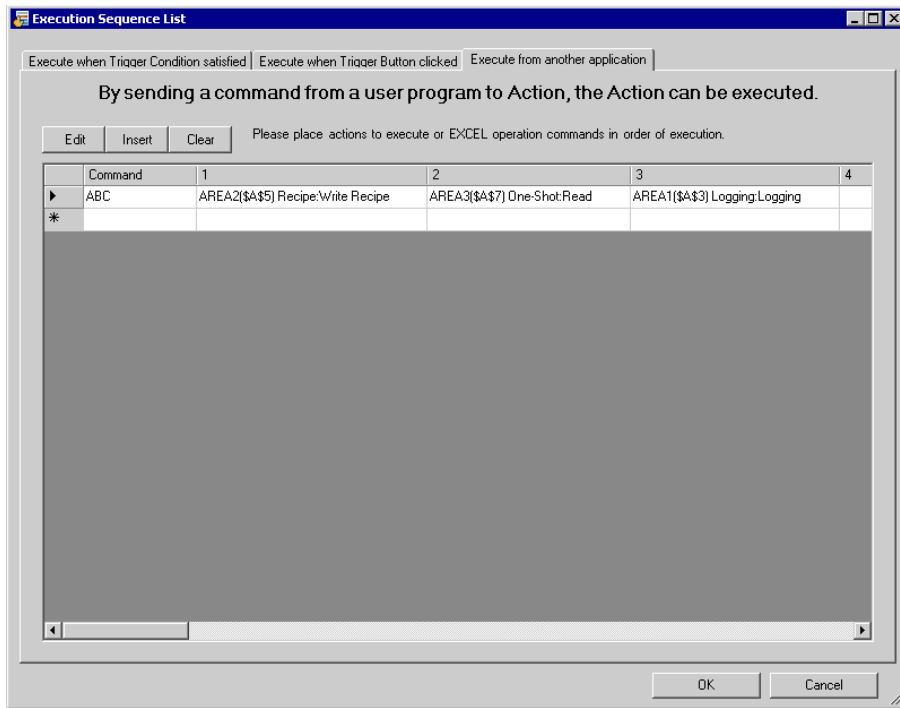 Execution Sequence List
Execute when Trigger Condition satisfied Execute when Trigger Button clicked Execute from another application
By sending a command from a user program to Action, the Action can be executed.
Edit Insert Clear Please place actions to execute or EXCEL operation commands in order of execution.
Command 1 2 3 4
ABC AREA2($A$5) Recipe:Write Recipe AREA3($A$7) One-Shot:Read AREA1($A$3) Logging:Logging
OK Cancel